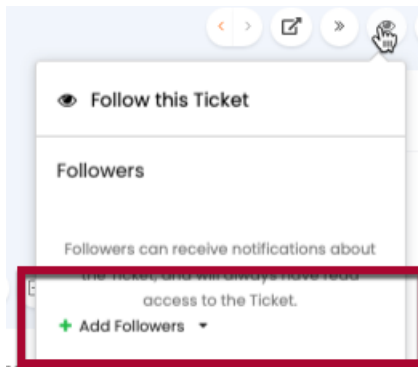 Follow this Ticket
Followers
Followers can receive notifications about
the Ticket, and will always have read
access to the Ticket.
+ Add Followers